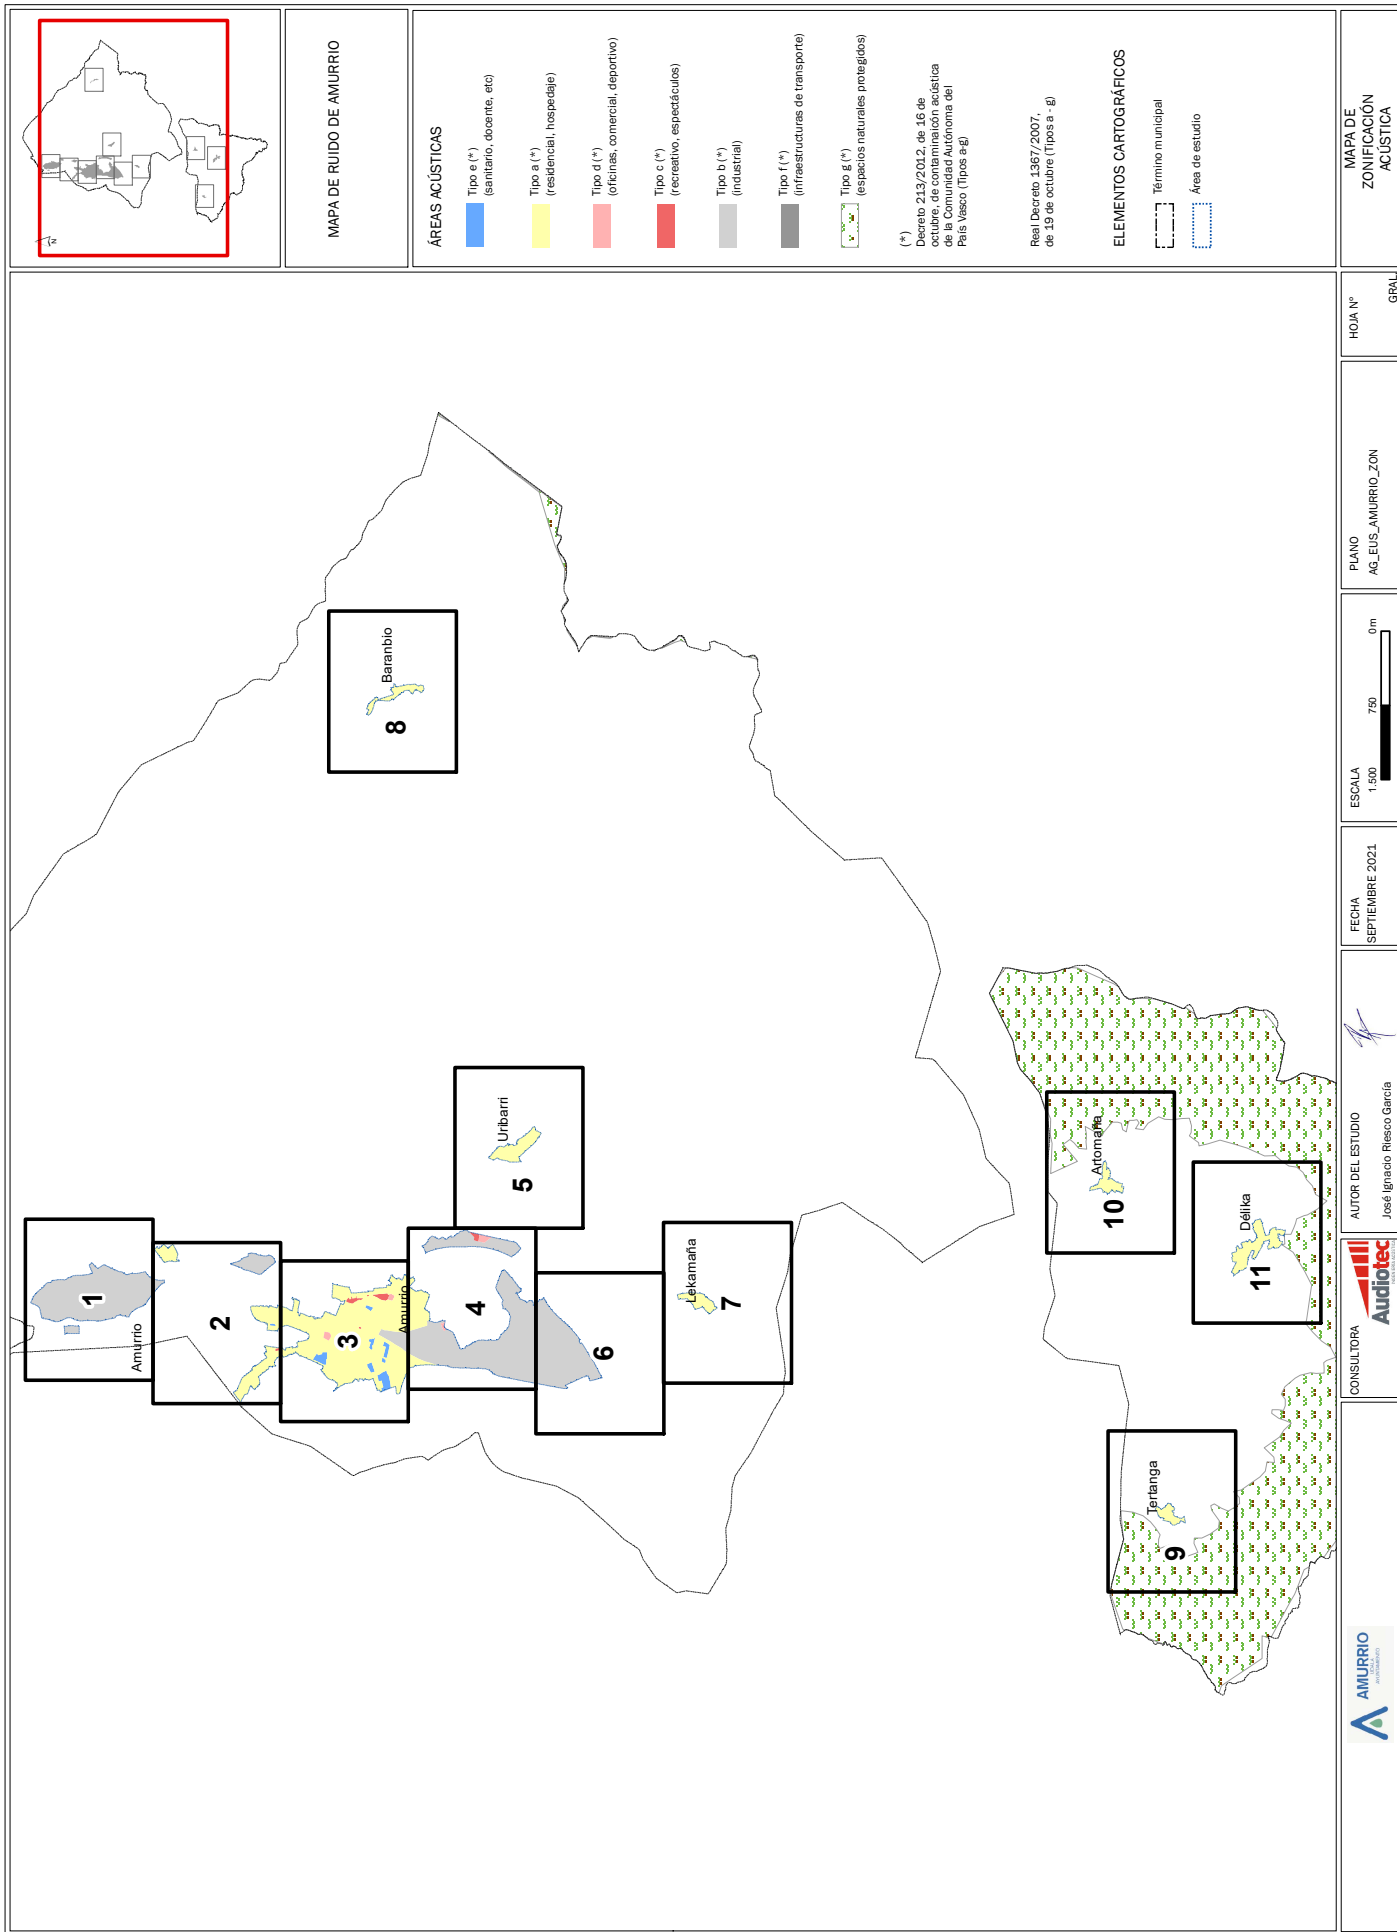 N
MAPA DE RUIDO DE AMURRIO
ÁREAS ACÚSTICAS
Tipo e (*)
(sanitario, docente, etc)
Tipo a (*)
(residencial, hospedaje)
Tipo d (*)
(oficinas, comercial, deportivo)
Tipo c (*)
(recreativo, espectáculos)
Tipo b (*)
(industrial)
Tipo f (*)
(infraestructuras de transporte)
Tipo g (*)
(espacios naturales protegidos)
(*)
Decreto 213/2012, de 16 de
octubre, de contaminaicón acústica
de la Comunidad Autónoma del
País Vasco (Tipos a-g)
Real Decreto 1367/2007,
de 19 de octubre (Tipos a - g)
ELEMENTOS CARTOGRÁFICOS
Término municipal
Área de estudio
MAPA DE
ZONIFICACIÓN
ACÚSTICA
1
Amurrio
2
3
Amurrio
4
5
Uribarri
6
7
Lekamaña
8
Baranbio
9
Tertanga
10
Artomaña
11
Délika
AMURRIO
CONSULTORA
Audiotec
AUTOR DEL ESTUDIO
José Ignacio Riesco García
FECHA
SEPTIEMBRE 2021
ESCALA
1.500 750 0 m
PLANO
AG_EUS_AMURRIO_ZON
HOJA Nº
GRAL